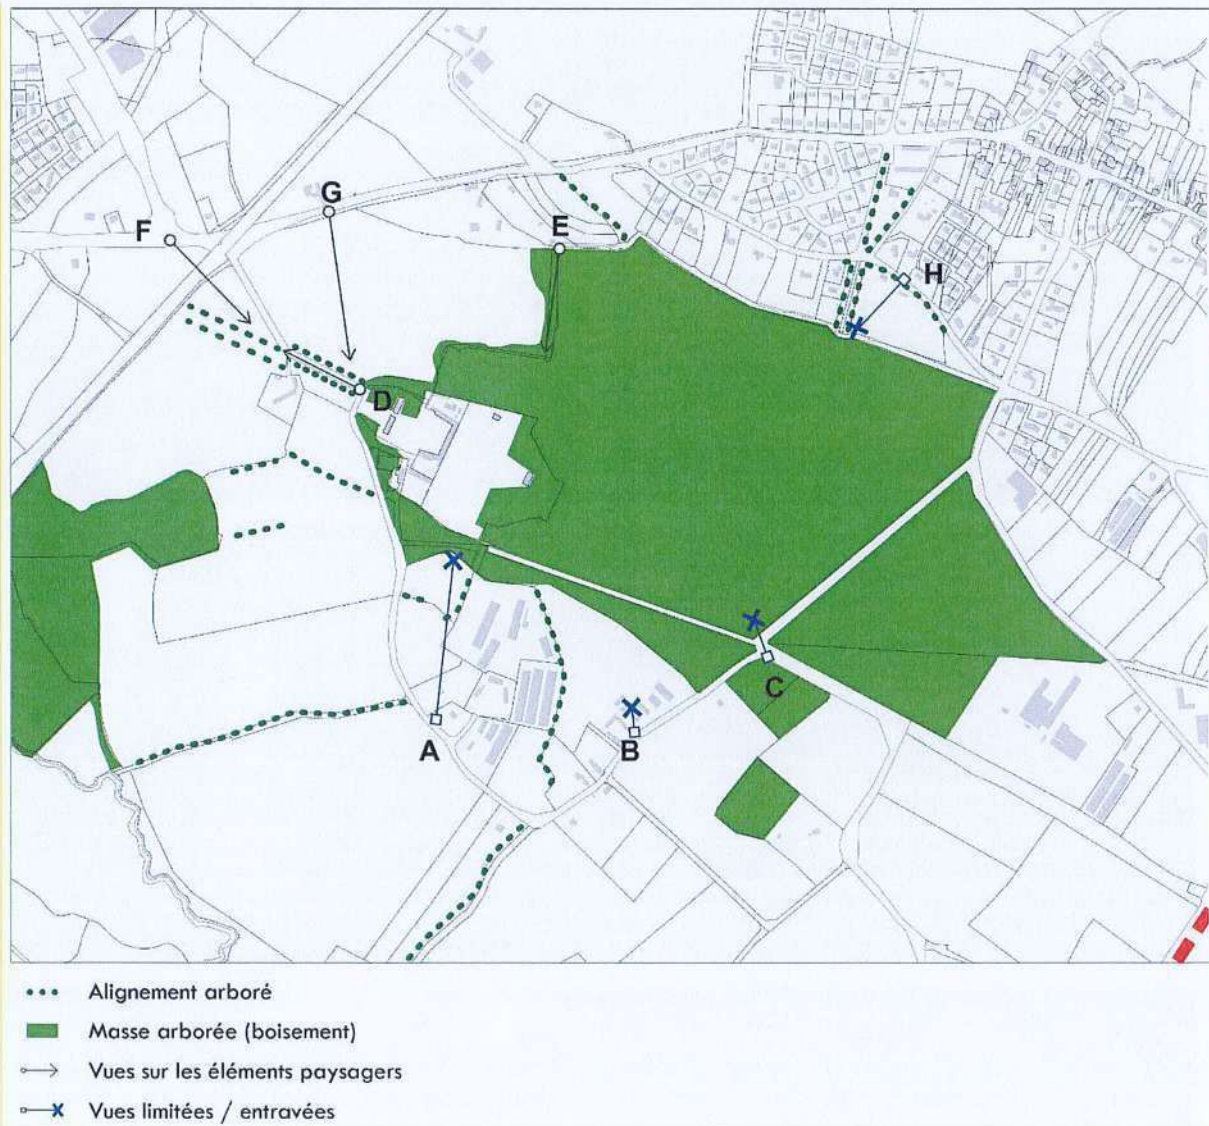 G
F
E
H
D
C
A
B
Alignement arboré
Masse arborée (boisement)
Vues sur les éléments paysagers
Vues limitées / entravées